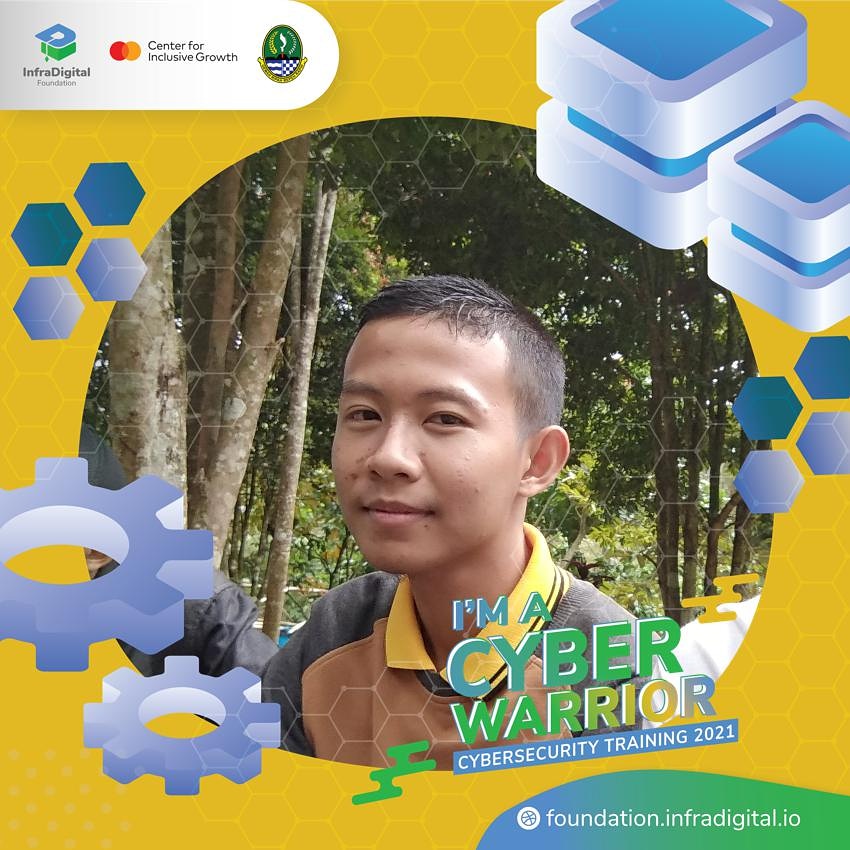 InfraDigital
Foundation
Center for
Inclusive Growth
I'M A
CYBER
WARRIOR
CYBERSECURITY TRAINING 2021
foundation.infradigital.io